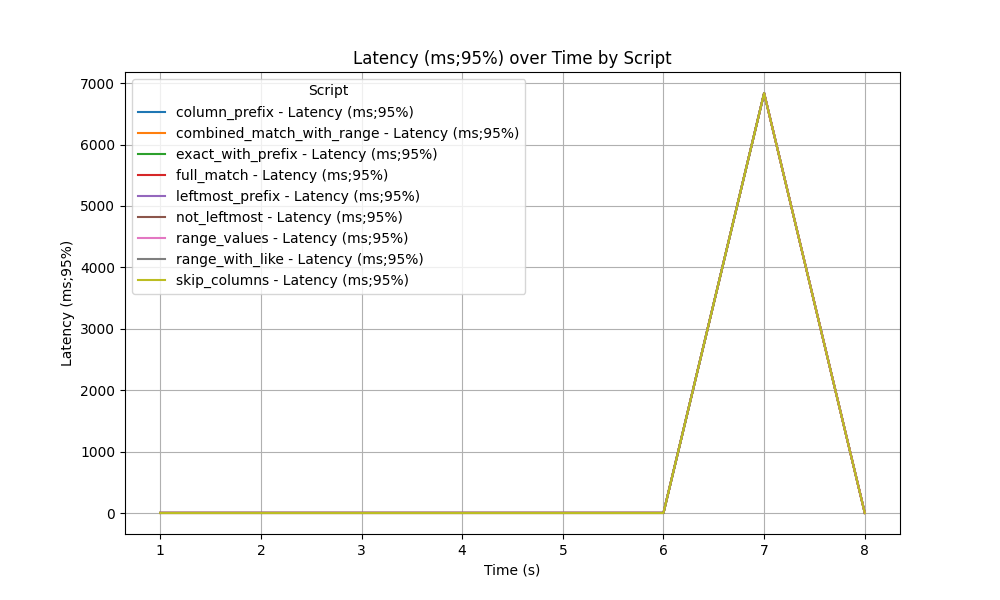 Latency (ms;95%) over Time by Script
Latency (ms;95%)
7000
6000
5000
4000
3000
2000
1000
0
Script
column_prefix - Latency (ms;95%)
combined_match_with_range - Latency (ms;95%)
exact_with_prefix - Latency (ms;95%)
full_match - Latency (ms;95%)
leftmost_prefix - Latency (ms;95%)
not_leftmost - Latency (ms;95%)
range_values - Latency (ms;95%)
range_with_like - Latency (ms;95%)
skip_columns - Latency (ms;95%)
1 2 3 4 5 6 7 8
Time (s)